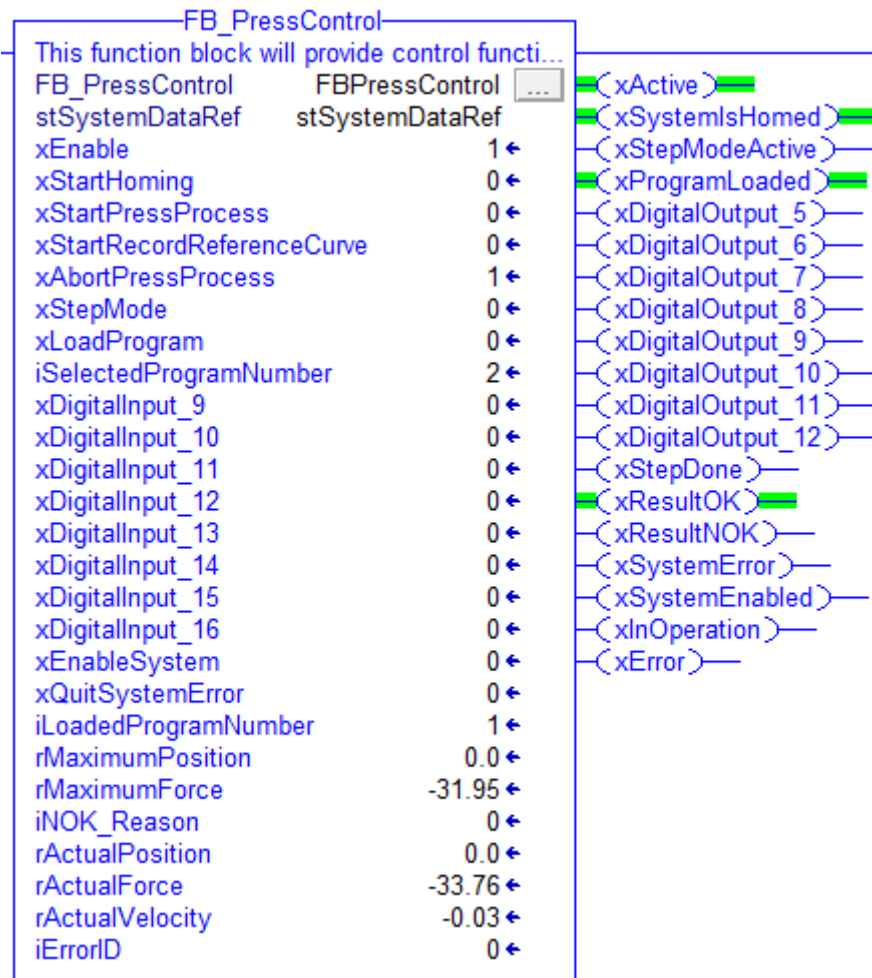 FB_PressControl
This function block will provide control functi...
FB_PressControl FBPressControl ... xActive
stSystemDataRef stSystemDataRef xSystemIsHomed
xEnable 1 xStepModeActive
xStartHoming 0 xProgramLoaded
xStartPressProcess 0 xDigitalOutput_5
xStartRecordReferenceCurve 0 xDigitalOutput_6
xAbortPressProcess 1 xDigitalOutput_7
xStepMode 0 xDigitalOutput_8
xLoadProgram 0 xDigitalOutput_9
iSelectedProgramNumber 2 xDigitalOutput_10
xDigitalInput_9 0 xDigitalOutput_11
xDigitalInput_10 0 xDigitalOutput_12
xDigitalInput_11 0 xStepDone
xDigitalInput_12 0 xResultOK
xDigitalInput_13 0 xResultNOK
xDigitalInput_14 0 xSystemError
xDigitalInput_15 0 xSystemEnabled
xDigitalInput_16 0 xInOperation
xEnableSystem 0 xError
xQuitSystemError 0
iLoadedProgramNumber 1
rMaximumPosition 0.0
rMaximumForce -31.95
iNOK_Reason 0
rActualPosition 0.0
rActualForce -33.76
rActualVelocity -0.03
iErrorID 0